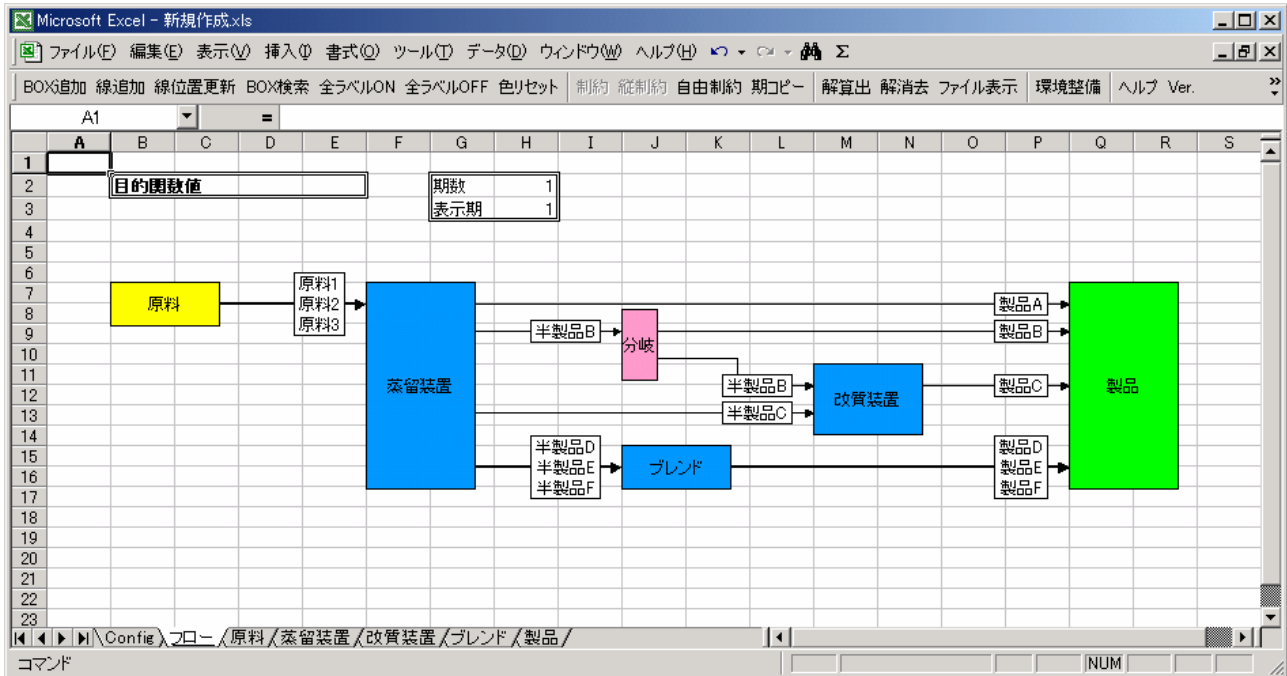 Microsoft Excel - 新規作成.xls
ファイル(F) 編集(E) 表示(V) 挿入(I) 書式(O) ツール(T) データ(D) ウィンドウ(W) ヘルプ(H) Σ
BOX追加 線追加 線位置更新 BOX検索 全ラベルON 全ラベルOFF 色リセット 制約 縦制約 自由制約 期コピー 解算出 解消去 ファイル表示 環境整備 ヘルプ Ver.
A1 =
A B C D E F G H I J K L M N O P Q R S
1
2 目的関数値 期数 1
3 表示期 1
4
5
6
7
8
9
10
11
12
13
14
15
16
17
18
19
20
21
22
23
原料
原料1
原料2
原料3
蒸留装置
半製品B
分岐
半製品B
半製品C
改質装置
半製品D
半製品E
半製品F
ブレンド
製品A
製品B
製品C
製品D
製品E
製品F
製品
Config フロー 原料 蒸留装置 改質装置 ブレンド 製品
コマンド NUM